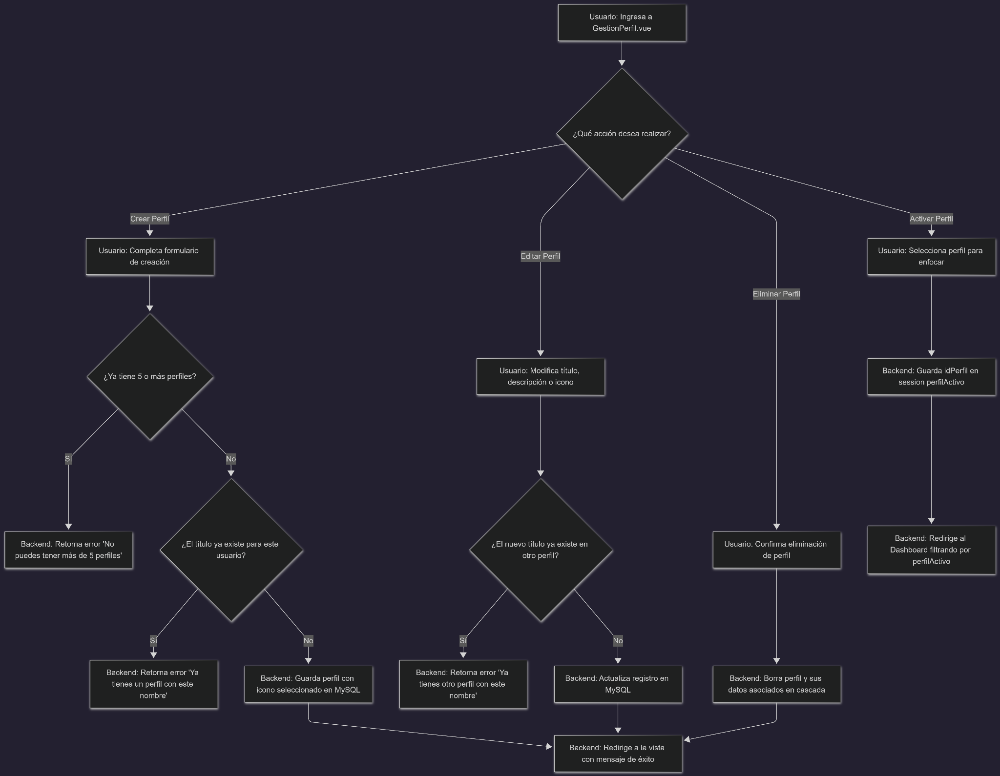 Usuario: Ingresa a
GestionPerfil.vue
¿Qué acción desea realizar?
Crear Perfil
Activar Perfil
Usuario: Completa formulario
de creación
Usuario: Selecciona perfil para
enfocar
Editar Perfil
Eliminar Perfil
¿Ya tiene 5 o más perfiles?
Usuario: Modifica título,
descripción o icono
Backend: Guarda idPerfil en
session perfilActivo
Sí
No
Backend: Retorna error 'No
puedes tener más de 5 perfiles'
¿El título ya existe para este
usuario?
¿El nuevo título ya existe en
otro perfil?
Usuario: Confirma eliminación
de perfil
Backend: Redirige al
Dashboard filtrando por
perfilActivo
Sí
No
Sí
No
Backend: Retorna error 'Ya
tienes un perfil con este
nombre'
Backend: Guarda perfil con
icono seleccionado en MySQL
Backend: Retorna error 'Ya
tienes otro perfil con este
nombre'
Backend: Actualiza registro en
MySQL
Backend: Borra perfil y sus
datos asociados en cascada
Backend: Redirige a la vista
con mensaje de éxito